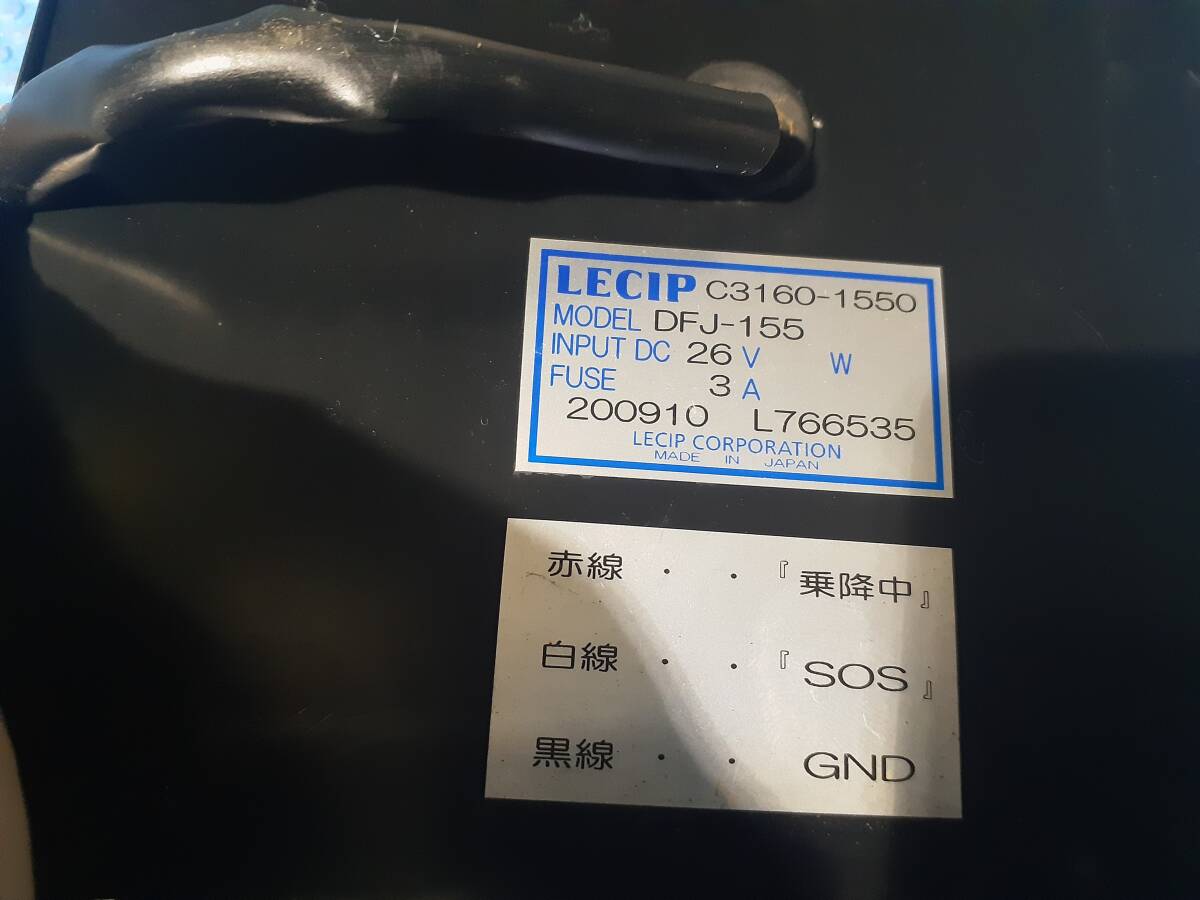 LECIP C3160-1550
MODEL DFJ-155
INPUT DC 26 V W
FUSE 3 A
200910 L766535
LECIP CORPORATION
MADE IN JAPAN
赤線 ・ ・『乗降中』
白線 ・ ・『SOS』
黒線 ・ ・ GND